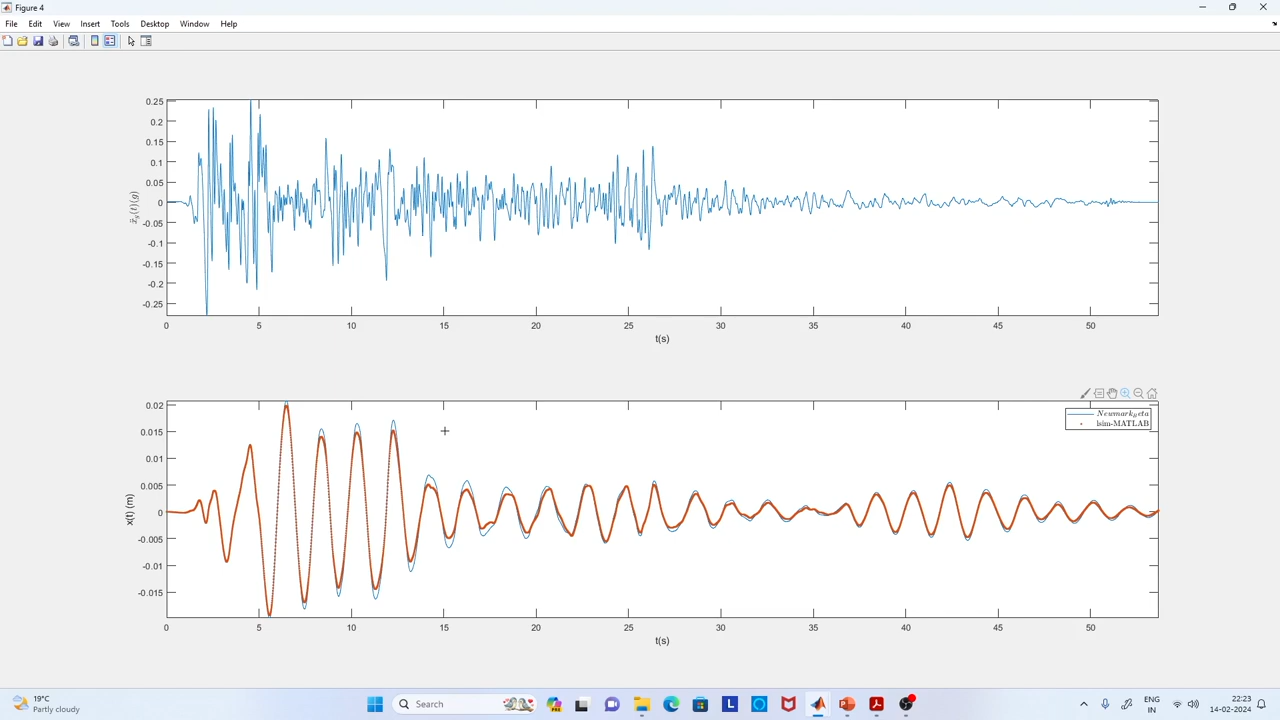 Figure 4
File Edit View Insert Tools Desktop Window Help
0.25
0.2
0.15
0.1
0.05
0
-0.05
-0.1
-0.15
-0.2
-0.25
ẍg(t)(g)
0 5 10 15 20 25 30 35 40 45 50
t(s)
0.02
0.015
0.01
0.005
0
-0.005
-0.01
-0.015
x(t) (m)
NewmarkBeta
lsim-MATLAB
0 5 10 15 20 25 30 35 40 45 50
t(s)
19°C
Partly cloudy
Search
ENG
IN
22:23
14-02-2024